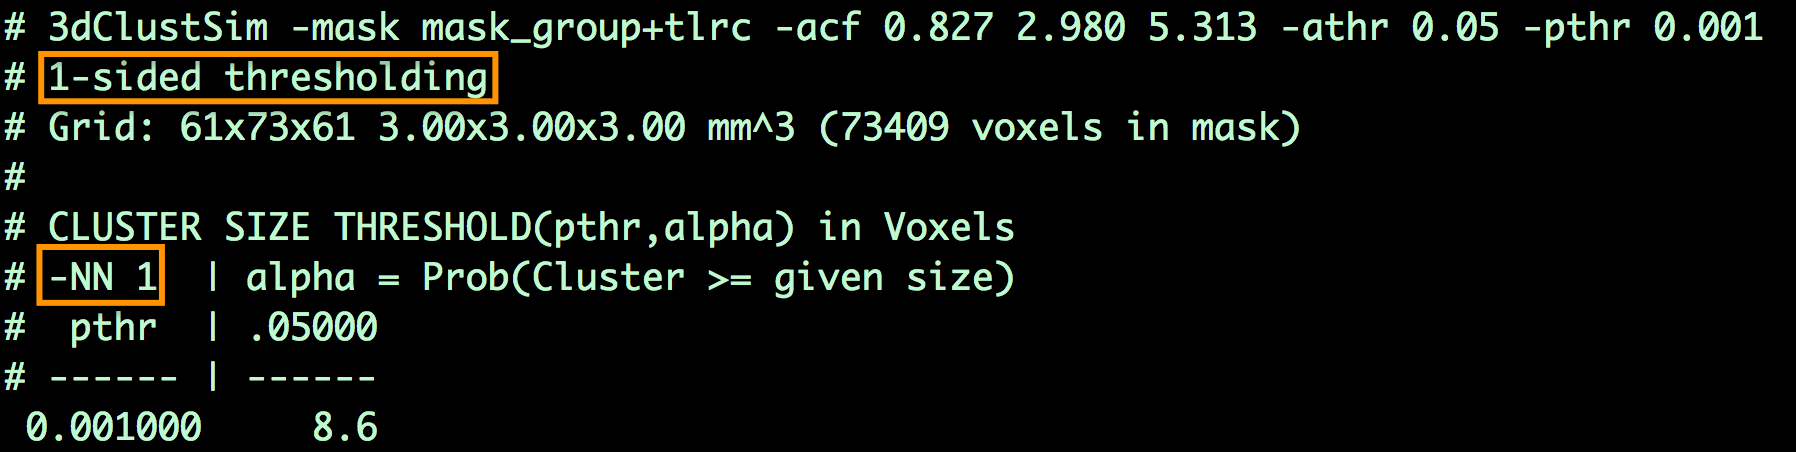 # 3dClustSim -mask mask_group+tlrc -acf 0.827 2.980 5.313 -athr 0.05 -pthr 0.001
# 1-sided thresholding
# Grid: 61x73x61 3.00x3.00x3.00 mm^3 (73409 voxels in mask)
#
# CLUSTER SIZE THRESHOLD(pthr,alpha) in Voxels
# -NN 1  | alpha = Prob(Cluster >= given size)
#  pthr  | .05000
# ------ | ------
 0.001000     8.6